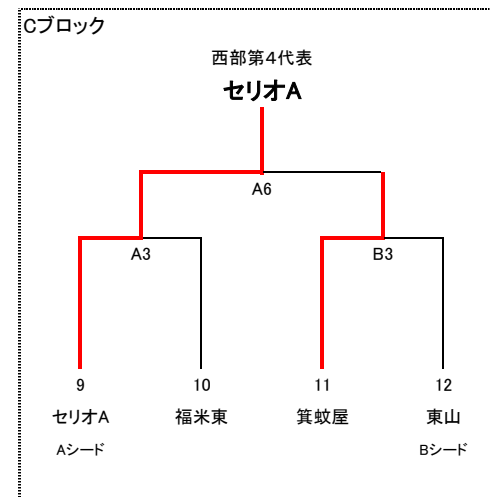 Cブロック
西部第4代表
セリオA
A6
A3
B3
9
10
11
12
セリオA
福米東
箕蚊屋
東山
Aシード
Bシード